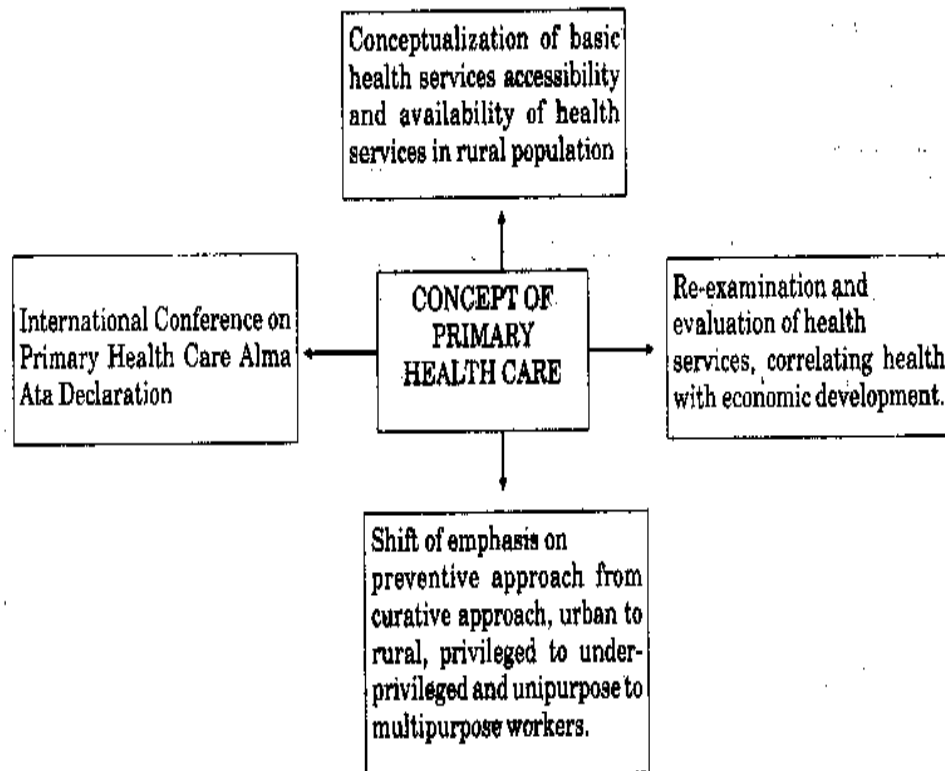 Conceptualization of basic
health services accessibility
and availability of health
services in rural population
International Conference on
Primary Health Care Alma
Ata Declaration
CONCEPT OF
PRIMARY
HEALTH CARE
Re-examination and
evaluation of health
services, correlating health
with economic development.
Shift of emphasis on
preventive approach from
curative approach, urban to
rural, privileged to under-
privileged and unipurpose to
multipurpose workers.